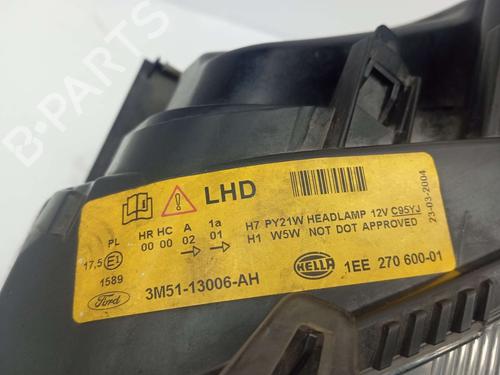 B-PARTS
LHD
PL HR HC A 1a
00 00 02 01
17,5 E1
1589
H7 PY21W HEADLAMP 12V C95YJ
H1 W5W NOT DOT APPROVED
23-03-2004
Ford
3M51-13006-AH
HELLA
1EE 270 600-01